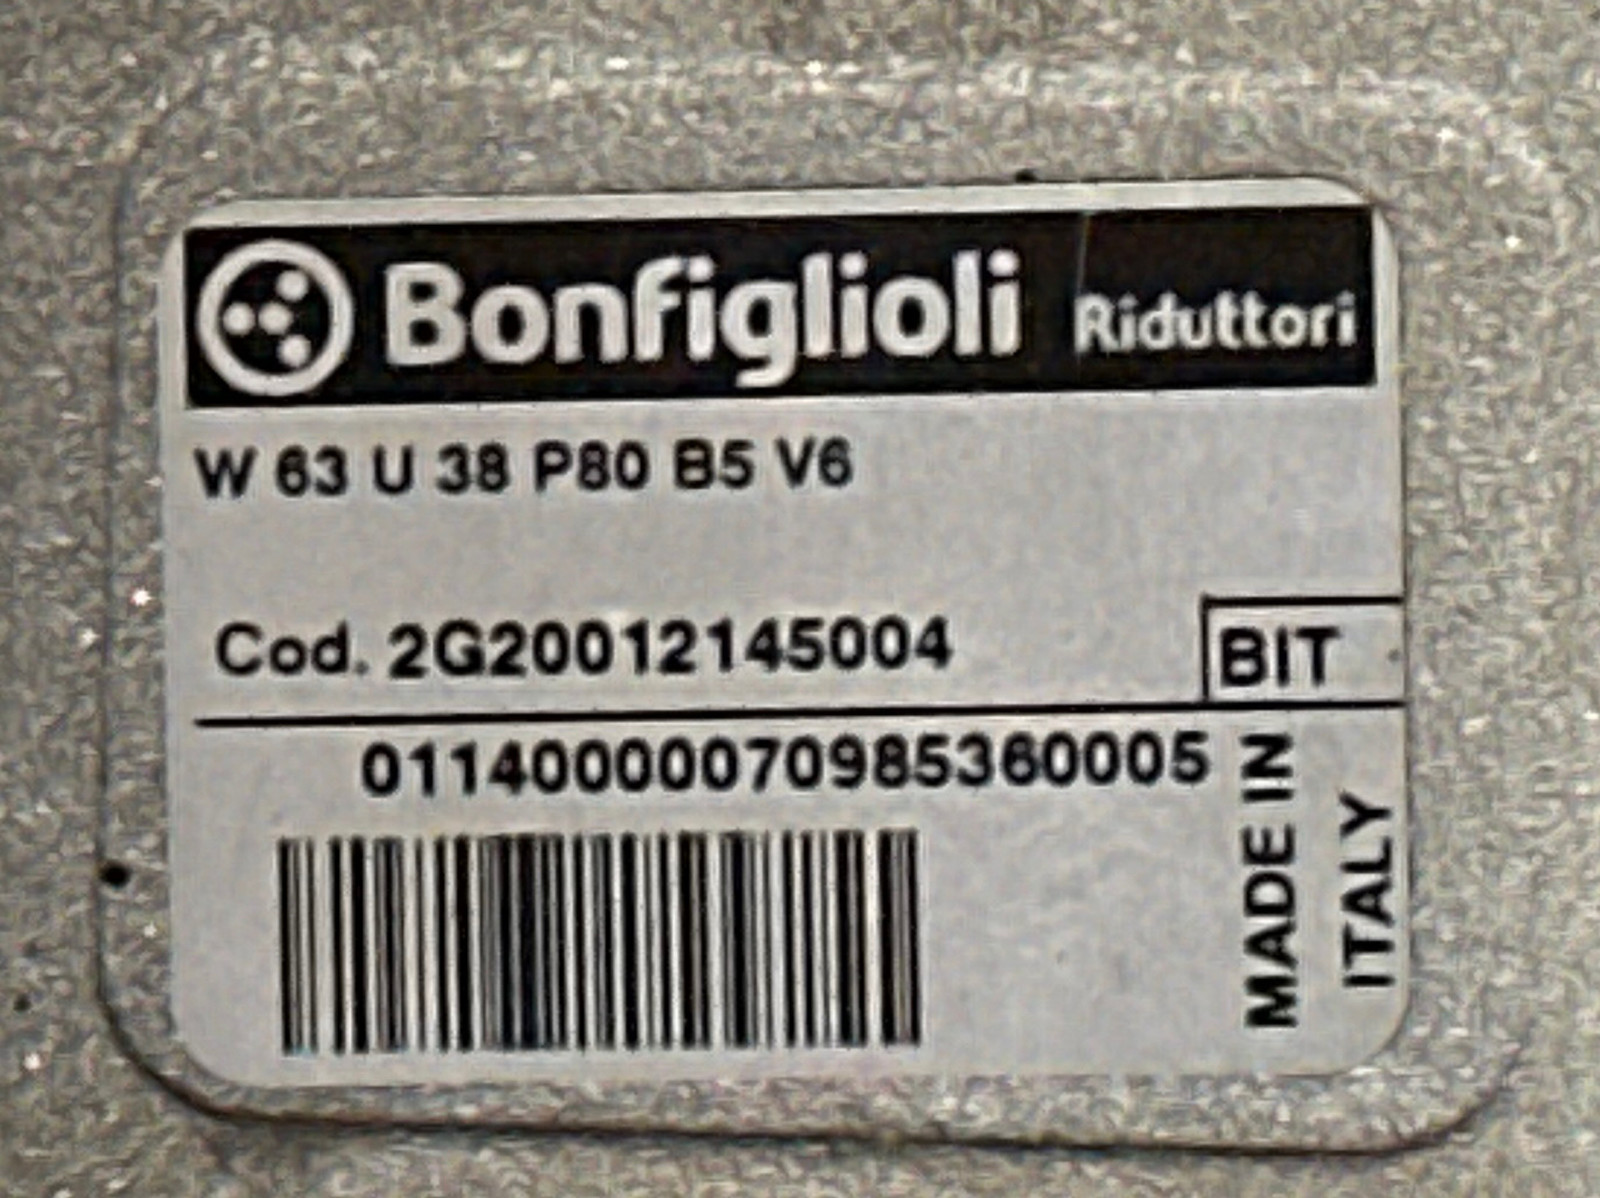 Bonfiglioli Riduttori
W 63 U 38 P80 B5 V6
Cod. 2G20012145004
BIT
01140000070985360005
MADE IN
ITALY